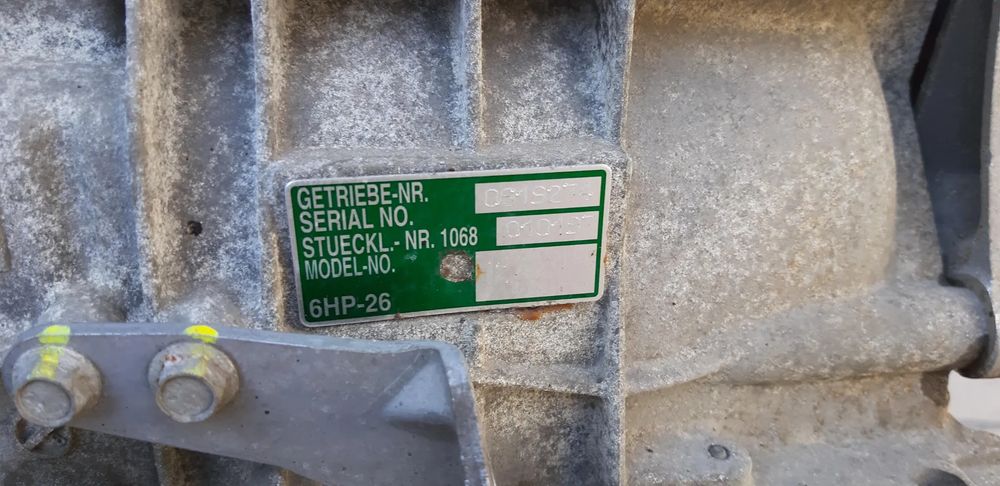 GETRIEBE-NR.
SERIAL NO.
STUECKL.- NR. 1068
MODEL-NO.
6HP-26